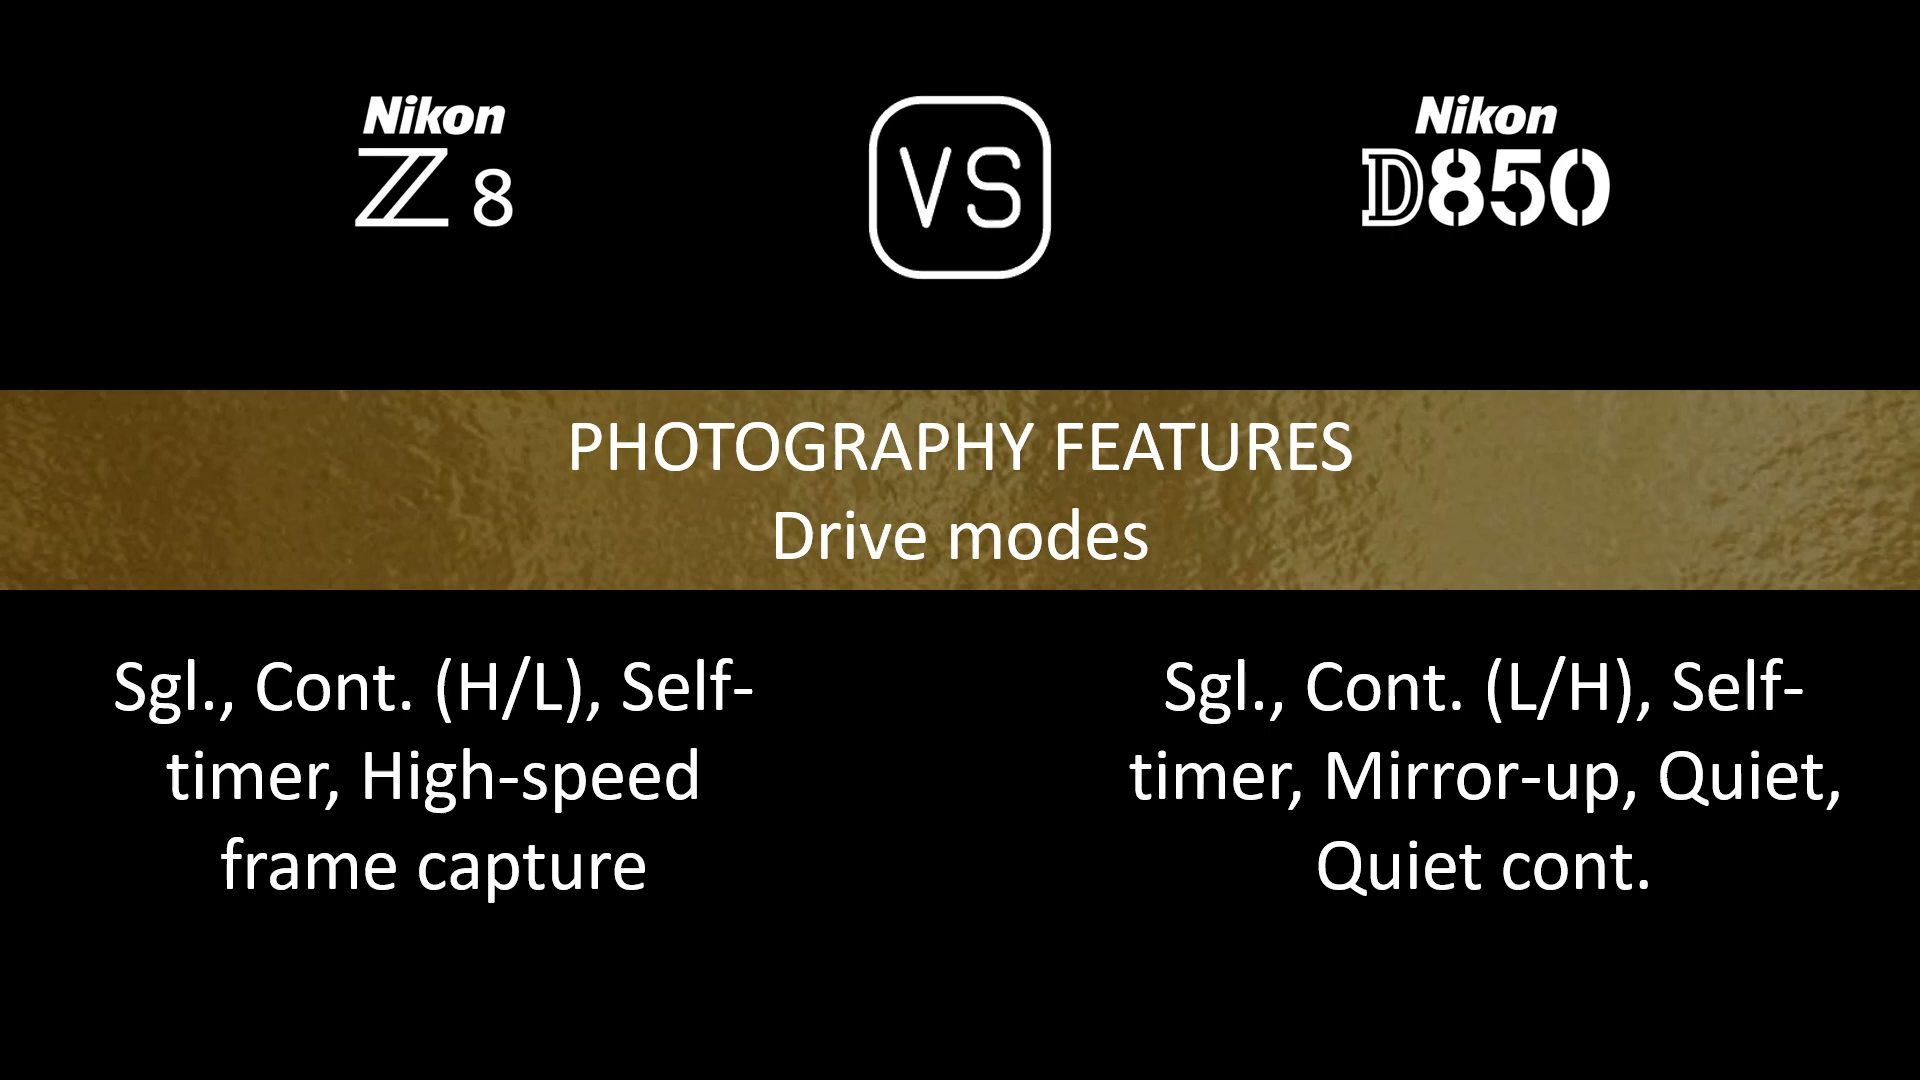 Nikon
Z 8
VS
Nikon
D850
PHOTOGRAPHY FEATURES
Drive modes
Sgl., Cont. (H/L), Self-
timer, High-speed
frame capture
Sgl., Cont. (L/H), Self-
timer, Mirror-up, Quiet,
Quiet cont.